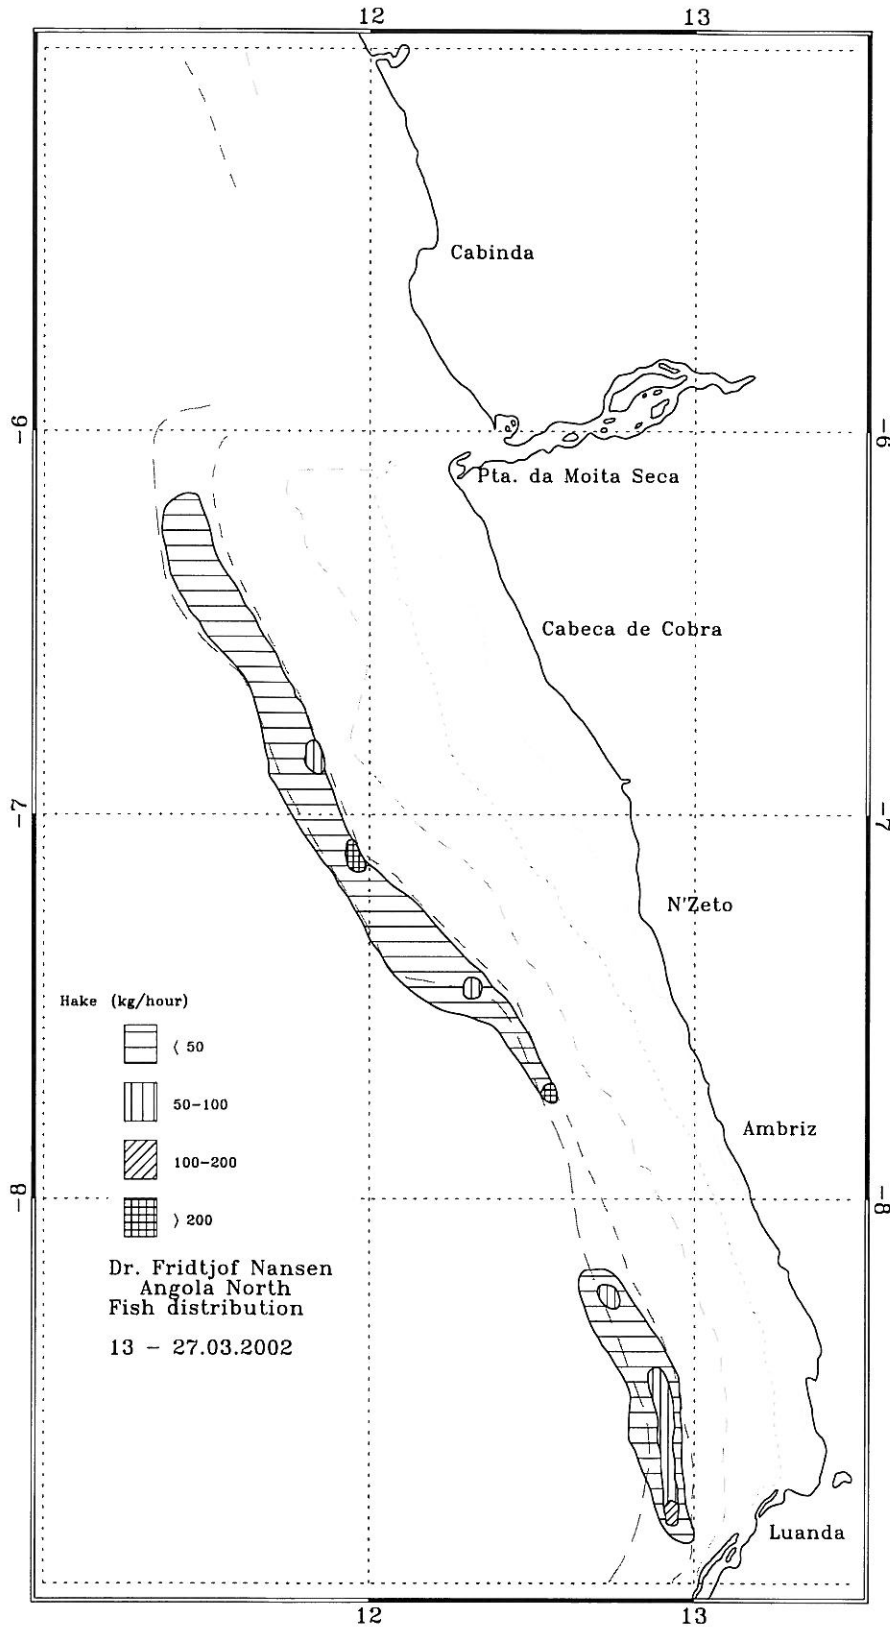 12 13
Cabinda
-6 -6
Pta. da Moita Seca
Cabeca de Cobra
-7 -7
N'Zeto
Hake (kg/hour)
⟨ 50
50-100
Ambriz
100-200
-8 -8
⟩ 200
Dr. Fridtjof Nansen
Angola North
Fish distribution
13 - 27.03.2002
Luanda
12 13